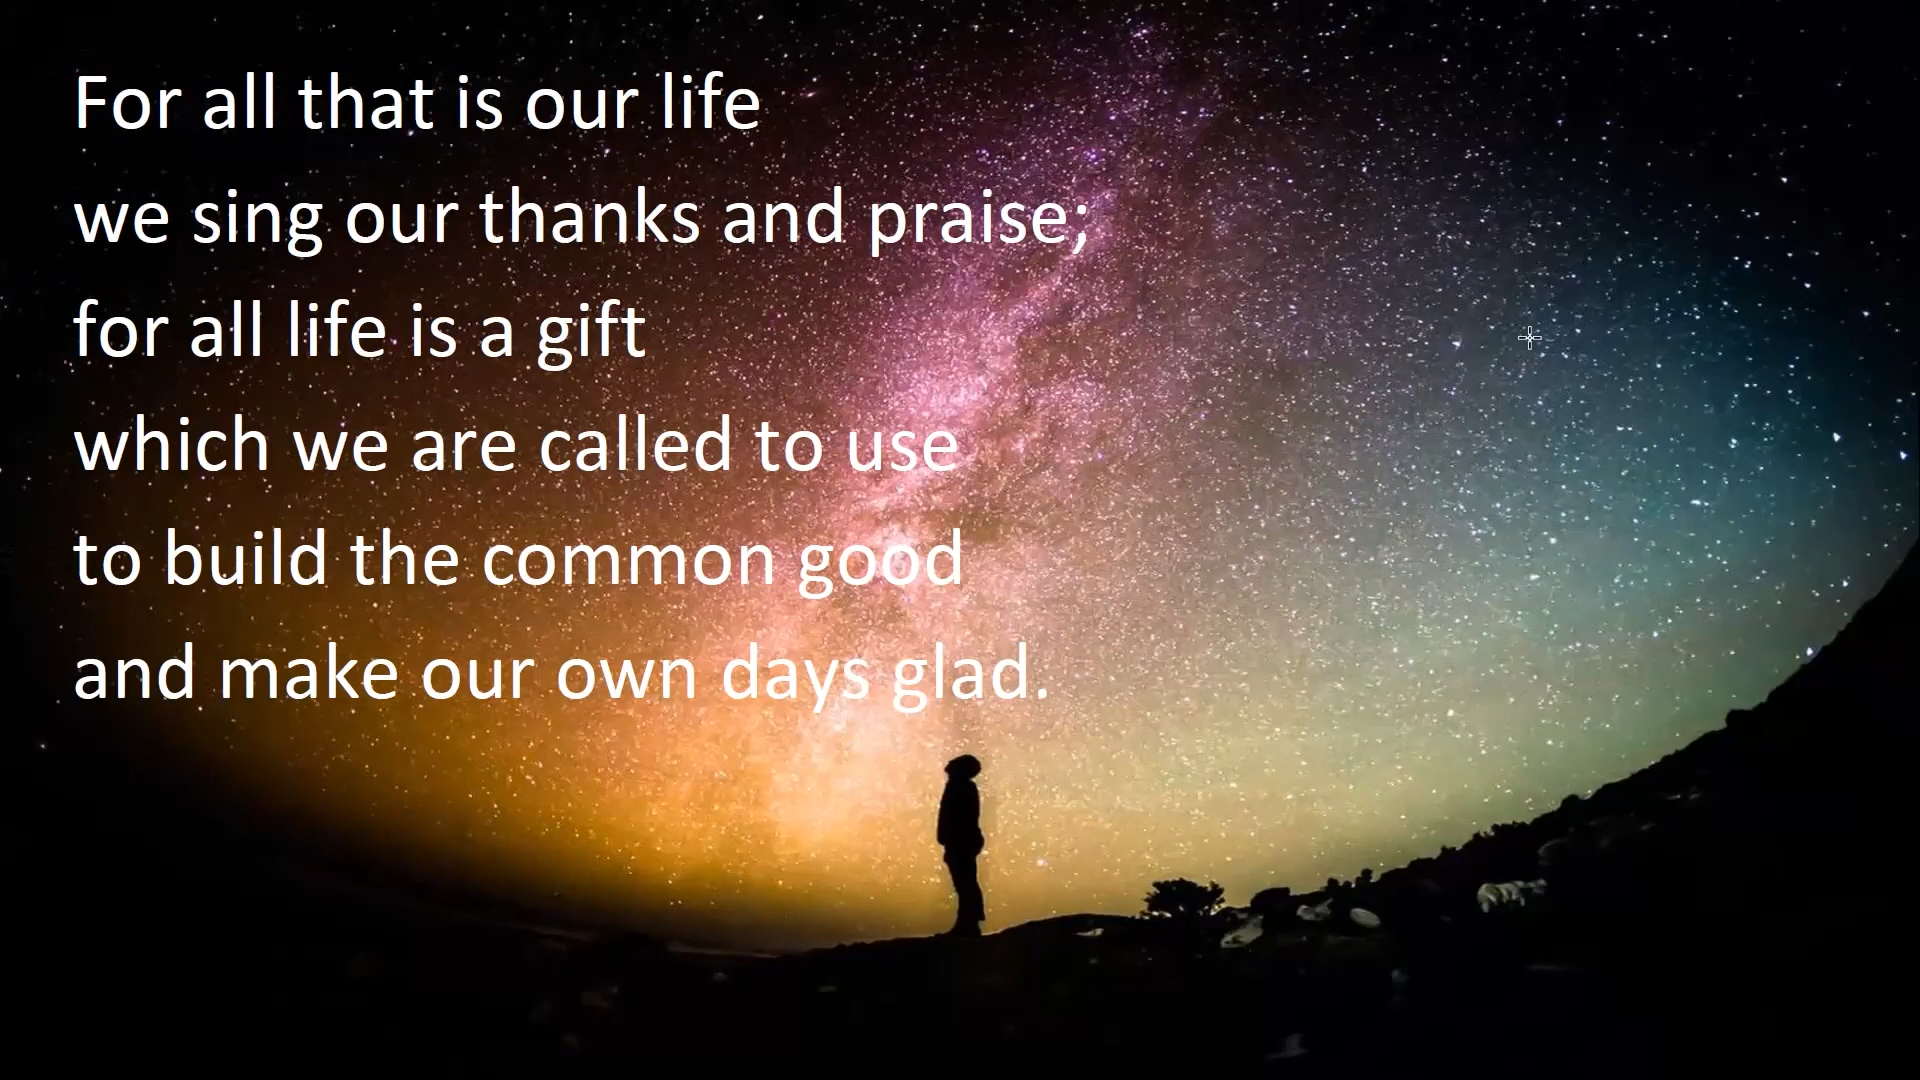 For all that is our life
we sing our thanks and praise;
for all life is a gift
which we are called to use
to build the common good
and make our own days glad.